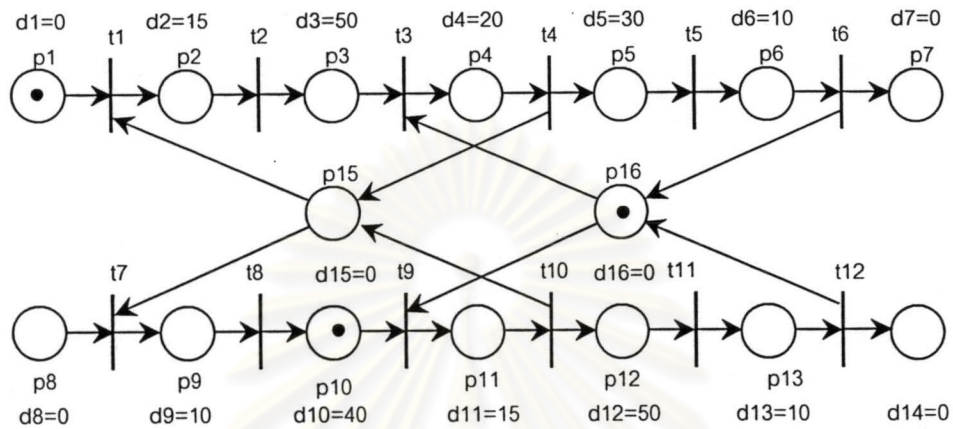 d1=0 d2=15 d3=50 d4=20 d5=30 d6=10 d7=0
t1 t2 t3 t4 t5 t6
p1 p2 p3 p4 p5 p6 p7
p15 p16
t7 t8 d15=0 t9 t10 d16=0 t11 t12
p8 p9 p10 p11 p12 p13
d8=0 d9=10 d10=40 d11=15 d12=50 d13=10 d14=0